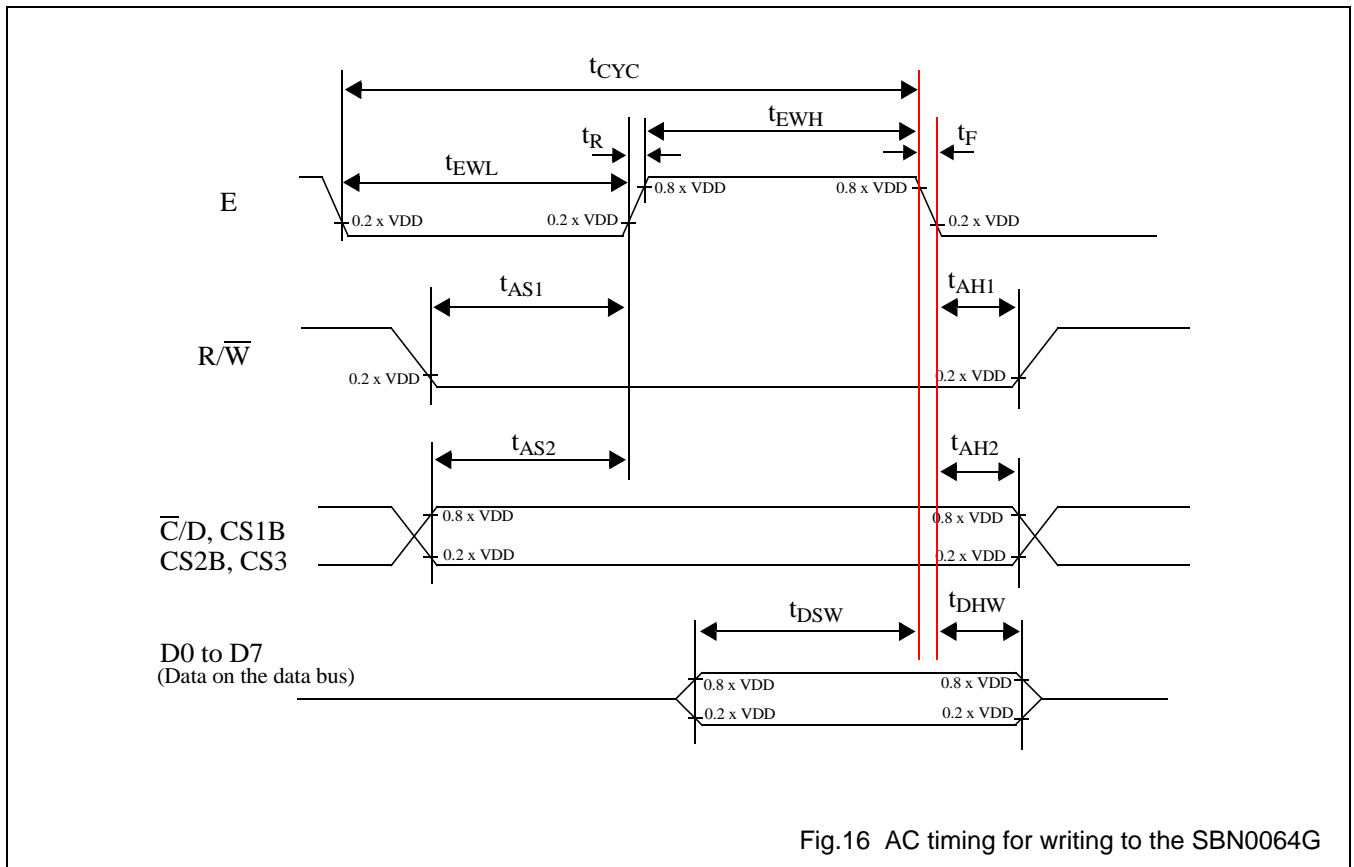 tCYC
tEWH
tR
tF
tEWL
E
0.8 x VDD
0.8 x VDD
0.2 x VDD
0.2 x VDD
0.2 x VDD
tAS1
tAH1
R/W̅
0.2 x VDD
0.2 x VDD
tAS2
tAH2
C̅/D, CS1B
CS2B, CS3
0.8 x VDD
0.8 x VDD
0.2 x VDD
0.2 x VDD
tDSW
tDHW
D0 to D7
(Data on the data bus)
0.8 x VDD
0.8 x VDD
0.2 x VDD
0.2 x VDD
Fig.16 AC timing for writing to the SBN0064G